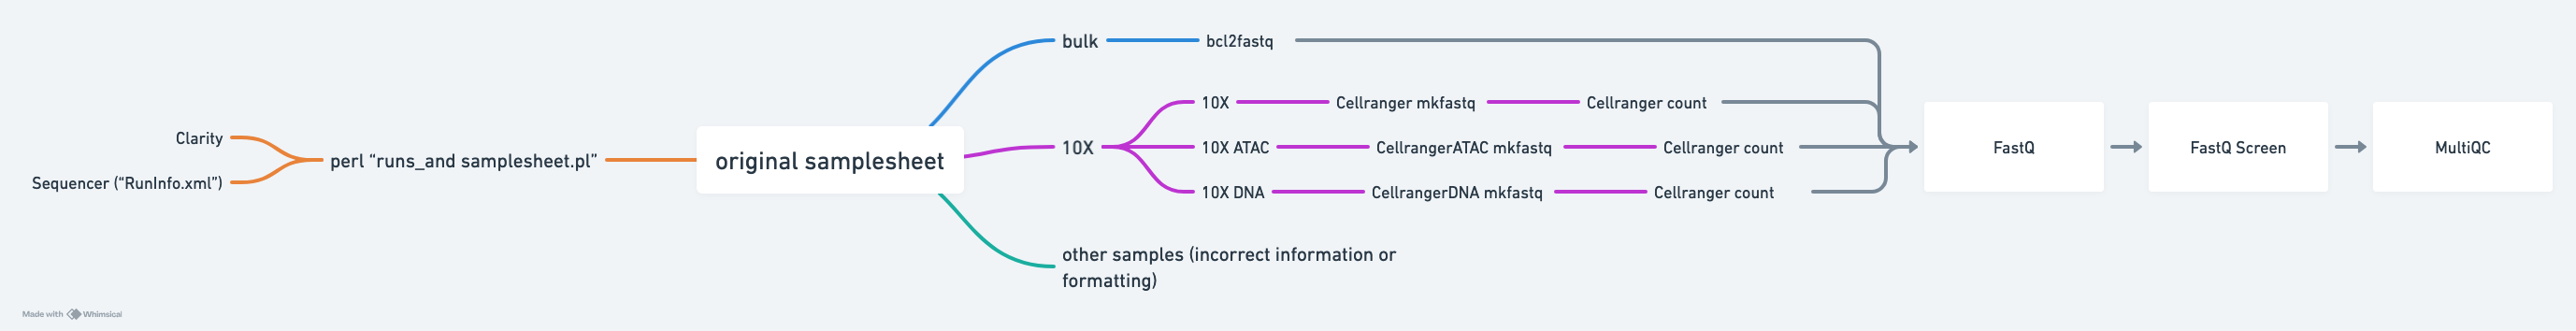 Clarity
Sequencer (“RunInfo.xml”)
perl “runs_and samplesheet.pl”
original samplesheet
bulk
bcl2fastq
10X
10X
Cellranger mkfastq
Cellranger count
10X ATAC
CellrangerATAC mkfastq
Cellranger count
10X DNA
CellrangerDNA mkfastq
Cellranger count
other samples (incorrect information or
formatting)
FastQ
FastQ Screen
MultiQC
Made with Whimsical